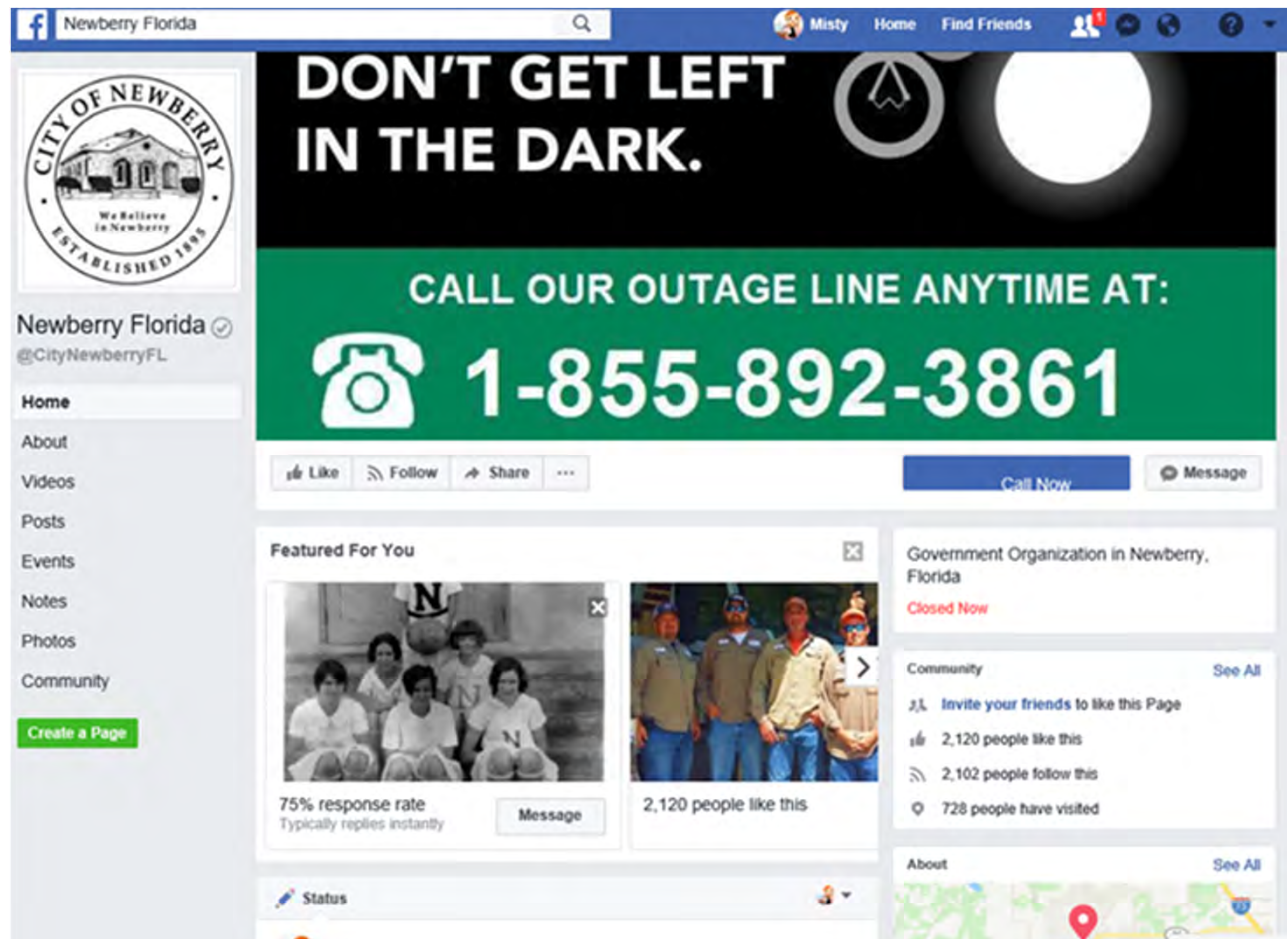 Newberry Florida
Misty
Home
Find Friends
1
CITY OF NEWBERRY
We Believe
in Newberry
ESTABLISHED 1895
Newberry Florida
@CityNewberryFL
Home
About
Videos
Posts
Events
Notes
Photos
Community
Create a Page
DON'T GET LEFT
IN THE DARK.
CALL OUR OUTAGE LINE ANYTIME AT:
1-855-892-3861
Like
Follow
Share
...
Call Now
Message
Featured For You
N
N
N
75% response rate
Typically replies instantly
Message
2,120 people like this
Status
Government Organization in Newberry,
Florida
Closed Now
Community
See All
Invite your friends to like this Page
2,120 people like this
2,102 people follow this
728 people have visited
About
See All